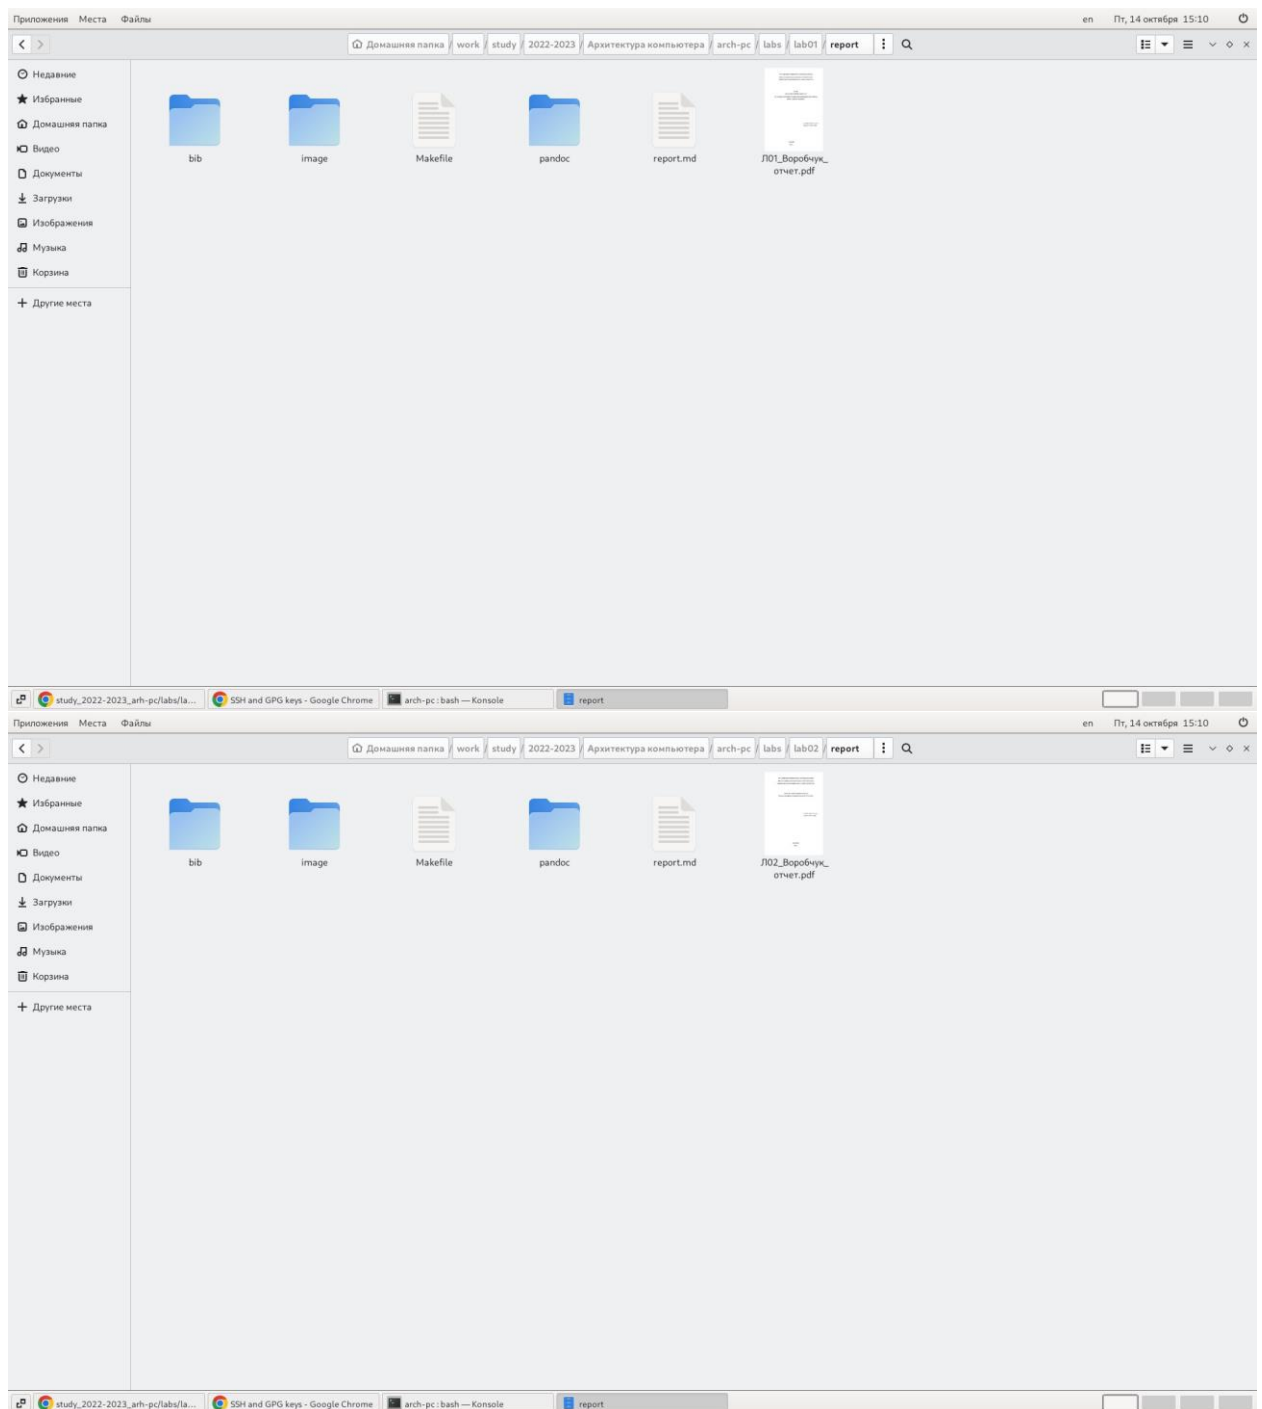 Приложения Места Файлы en Пт, 14 октября 15:10
Домашняя папка / work / study / 2022-2023 / Архитектура компьютера / arch-pc / labs / lab01 / report
Недавние
Избранные
Домашняя папка
Видео
Документы
Загрузки
Изображения
Музыка
Корзина
Другие места
bib image Makefile pandoc report.md Л01_Воробчук_
отчет.pdf
study_2022-2023_arh-pc/labs/la... SSH and GPG keys - Google Chrome arch-pc : bash — Konsole report
Приложения Места Файлы en Пт, 14 октября 15:10
Домашняя папка / work / study / 2022-2023 / Архитектура компьютера / arch-pc / labs / lab02 / report
Недавние
Избранные
Домашняя папка
Видео
Документы
Загрузки
Изображения
Музыка
Корзина
Другие места
bib image Makefile pandoc report.md Л02_Воробчук_
отчет.pdf
study_2022-2023_arh-pc/labs/la... SSH and GPG keys - Google Chrome arch-pc : bash — Konsole report